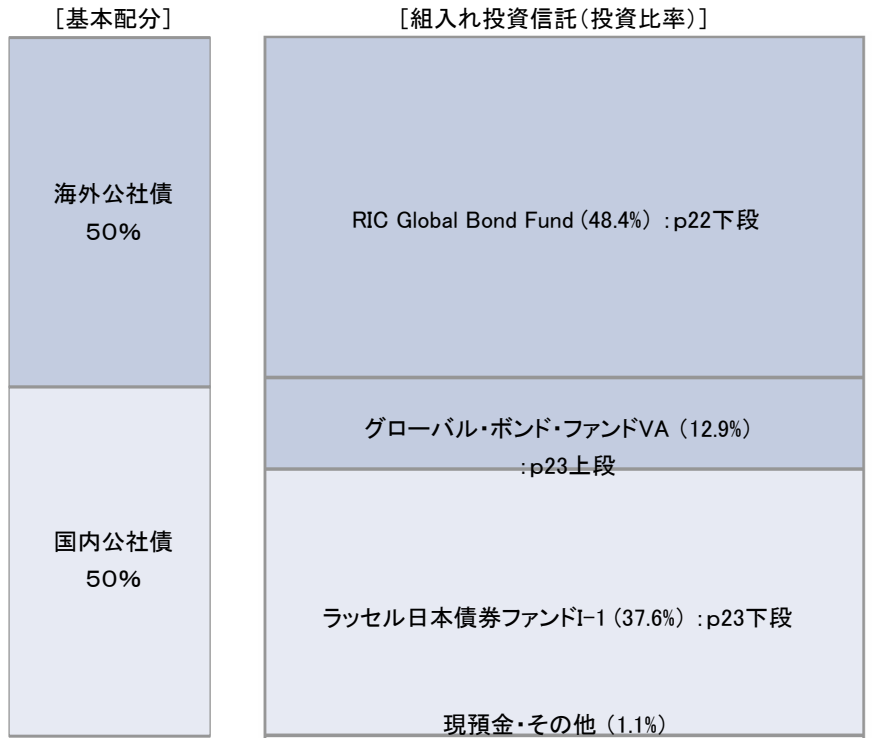 [基本配分]
[組入れ投資信託(投資比率)]
海外公社債
50%
RIC Global Bond Fund (48.4%) :p22下段
グローバル・ボンド・ファンドVA (12.9%)
:p23上段
国内公社債
50%
ラッセル日本債券ファンドI-1 (37.6%) :p23下段
現預金・その他 (1.1%)